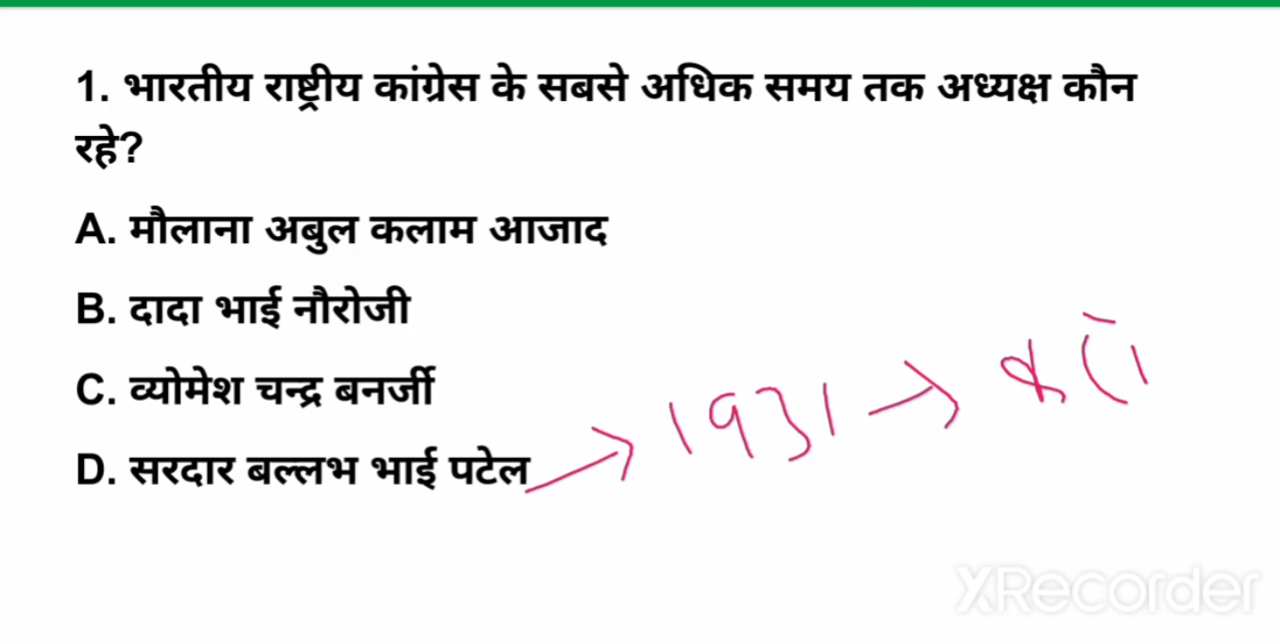 1. भारतीय राष्ट्रीय कांग्रेस के सबसे अधिक समय तक अध्यक्ष कौन
रहे?
A. मौलाना अबुल कलाम आजाद
B. दादा भाई नौरोजी
C. व्योमेश चन्द्र बनर्जी
D. सरदार बल्लभ भाई पटेल → 1931 →
XRecorder